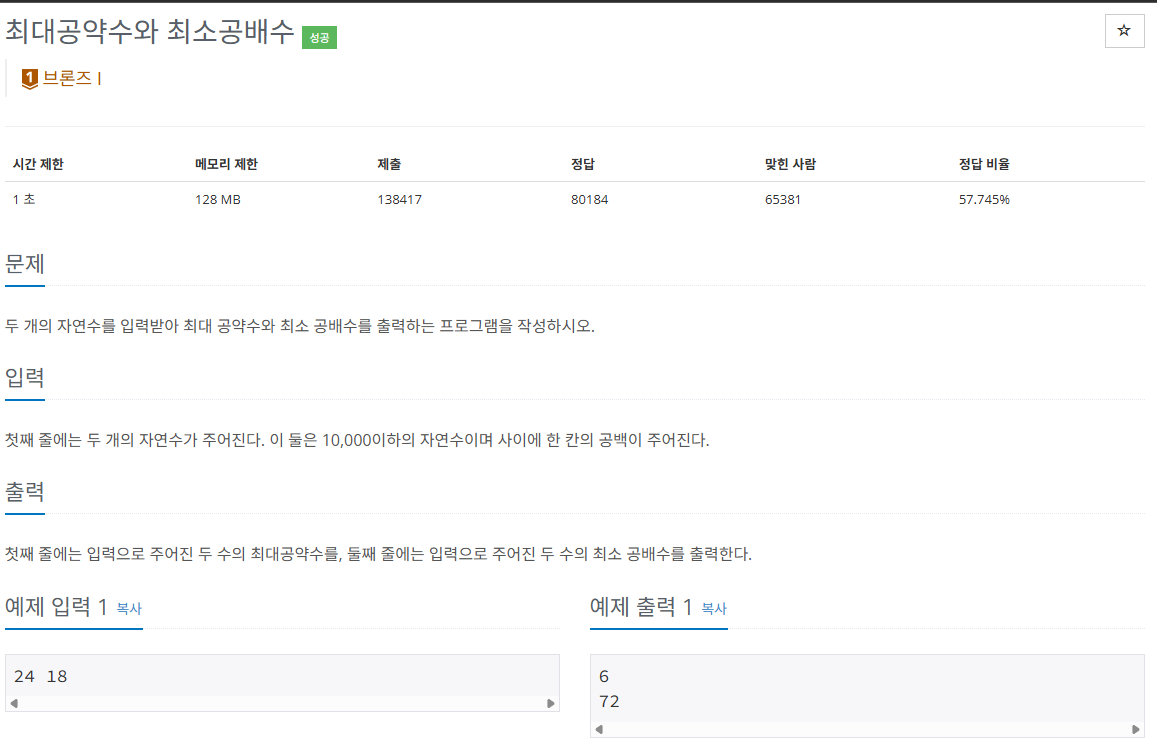 최대공약수와 최소공배수 성공
☆
1 브론즈 I
시간 제한 메모리 제한 제출 정답 맞힌 사람 정답 비율
1 초 128 MB 138417 80184 65381 57.745%
문제
두 개의 자연수를 입력받아 최대 공약수와 최소 공배수를 출력하는 프로그램을 작성하시오.
입력
첫째 줄에는 두 개의 자연수가 주어진다. 이 둘은 10,000이하의 자연수이며 사이에 한 칸의 공백이 주어진다.
출력
첫째 줄에는 입력으로 주어진 두 수의 최대공약수를, 둘째 줄에는 입력으로 주어진 두 수의 최소 공배수를 출력한다.
예제 입력 1 복사
24 18
예제 출력 1 복사
6
72